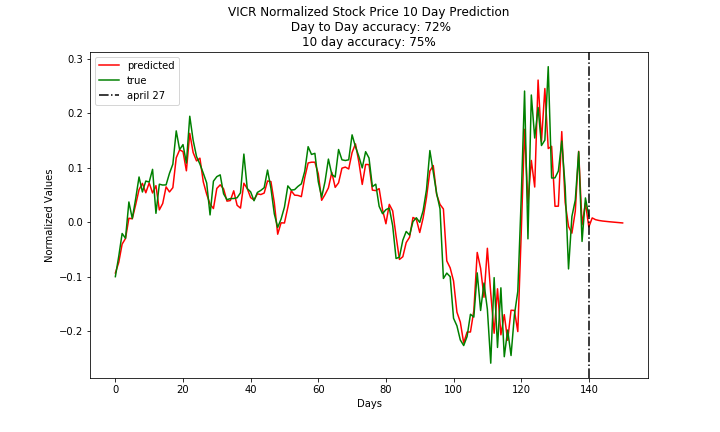 VICR Normalized Stock Price 10 Day Prediction
Day to Day accuracy: 72%
10 day accuracy: 75%
predicted
true
april 27
Normalized Values
0.3
0.2
0.1
0.0
−0.1
−0.2
0 20 40 60 80 100 120 140
Days